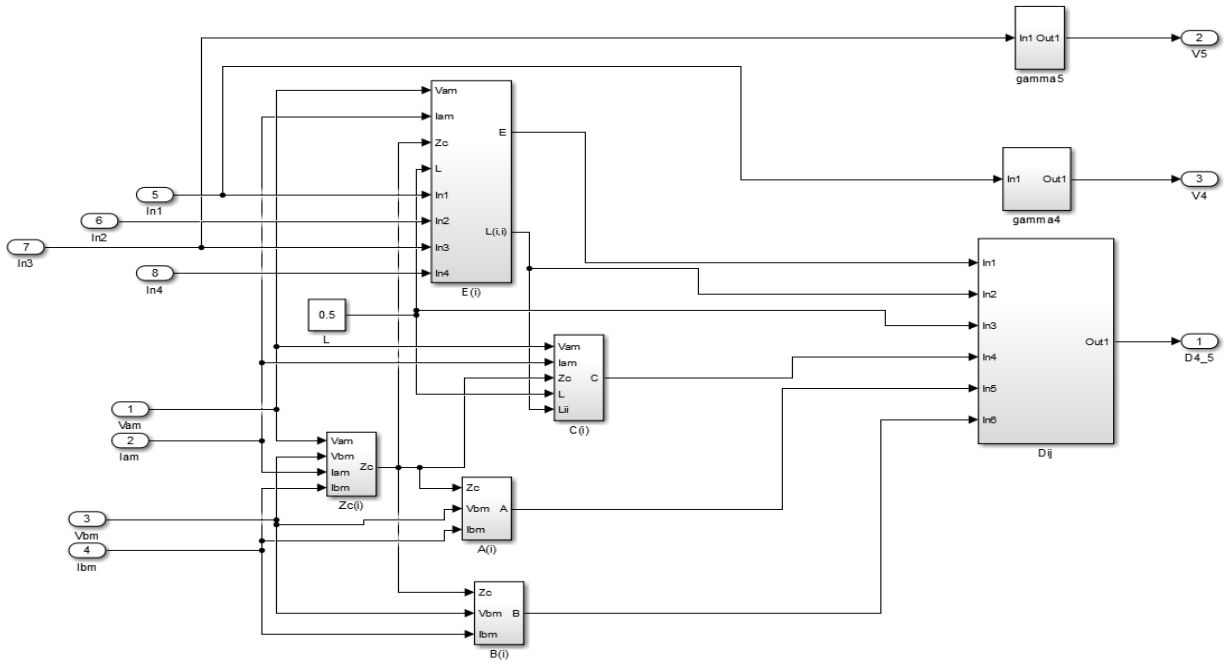 In1 Out1
gamma5
2
V5
In1 Out1
gamma4
3
V4
Vam
Iam
Zc
L
In1
In2
In3
In4
E
L(i,i)
E(i)
5
In1
6
In2
7
In3
8
In4
0.5
L
Vam
Iam
Zc
L
Lii
C
C(i)
1
Vam
2
Iam
Vam
Vbm
Iam
Ibm
Zc
Zc(i)
3
Vbm
4
Ibm
Zc
Vbm
Ibm
A
A(i)
Zc
Vbm
Ibm
B
B(i)
In1
In2
In3
In4
In5
In6
Out1
Dij
1
D4_5